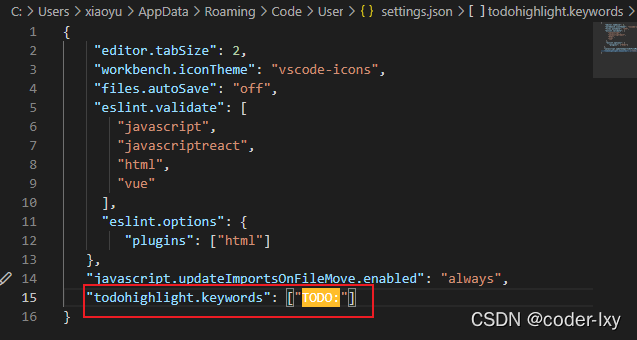 C: > Users > xiaoyu > AppData > Roaming > Code > User > {} settings.json > [ ] todohighlight.keywords >
1 {
2 "editor.tabSize": 2,
3 "workbench.iconTheme": "vscode-icons",
4 "files.autoSave": "off",
5 "eslint.validate": [
6 "javascript",
7 "javascriptreact",
8 "html",
9 "vue"
10 ],
11 "eslint.options": {
12 "plugins": ["html"]
13 },
14 "javascript.updateImportsOnFileMove.enabled": "always",
15 "todohighlight.keywords": ["TODO:"]
16 }
CSDN @coder-lxy